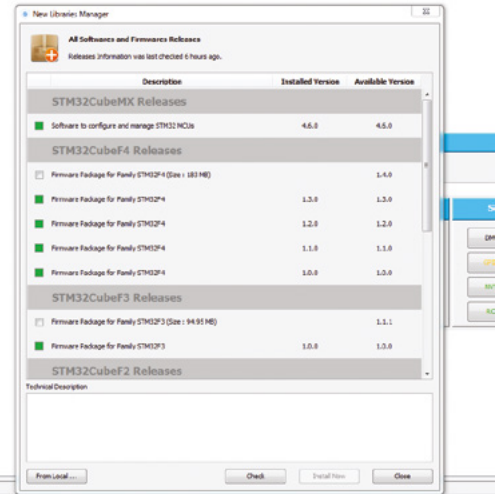 New Libraries Manager
All Softwares and Firmwares Releases
Releases Information was last checked 6 hours ago.
Description Installed Version Available Version
STM32CubeMX Releases
Software to configure and manage STM32 MCUs 4.6.0 4.6.0
STM32CubeF4 Releases
Firmware Package for Family STM32F4 (Size : 183 MB) 1.4.0
Firmware Package for Family STM32F4 1.3.0 1.3.0
Firmware Package for Family STM32F4 1.2.0 1.2.0
Firmware Package for Family STM32F4 1.1.0 1.1.0
Firmware Package for Family STM32F4 1.0.0 1.0.0
STM32CubeF3 Releases
Firmware Package for Family STM32F3 (Size : 94.95 MB) 1.1.1
Firmware Package for Family STM32F3 1.0.0 1.0.0
STM32CubeF2 Releases
Technical Description
From Local ... Check Install Now Close